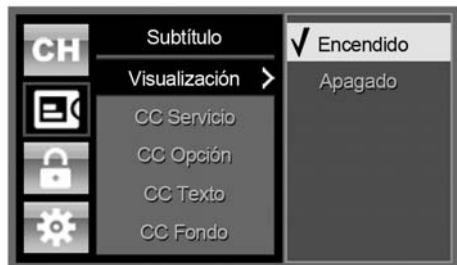 CH
Subtítulo
Visualización
CC Servicio
CC Opción
CC Texto
CC Fondo
Encendido
Apagado